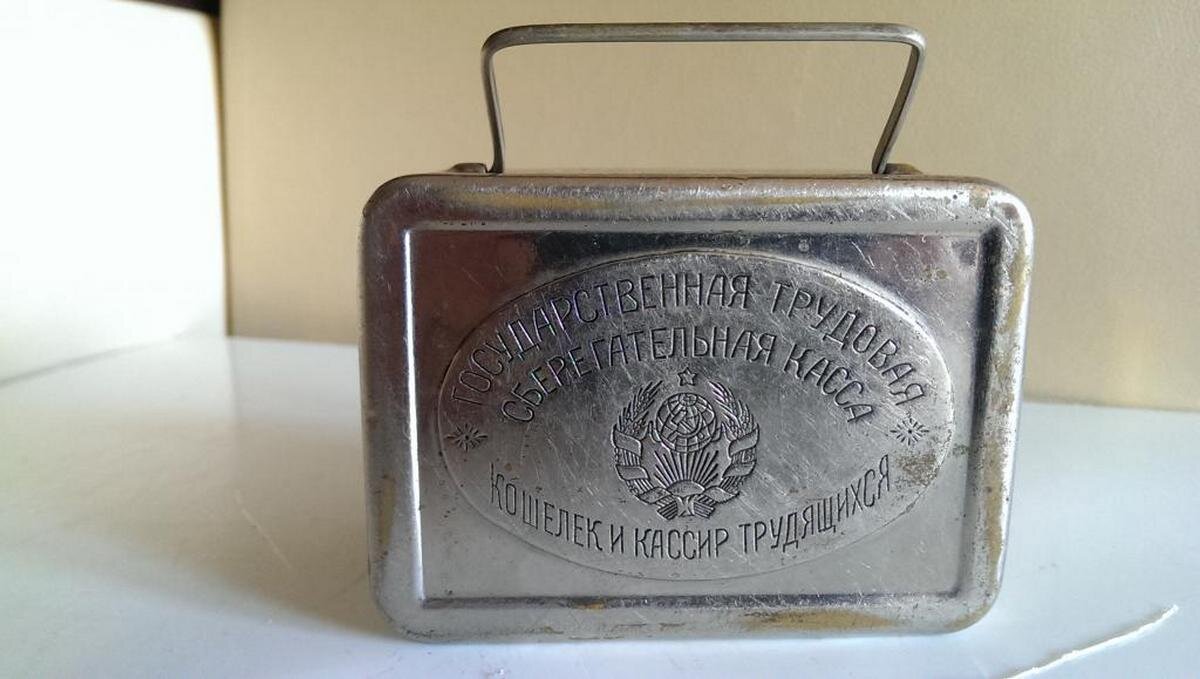 ГОСУДАРСТВЕННАЯ ТРУДОВАЯ
СБЕРЕГАТЕЛЬНАЯ КАССА
КОШЕЛЕК И КАССИР ТРУДЯЩИХСЯ